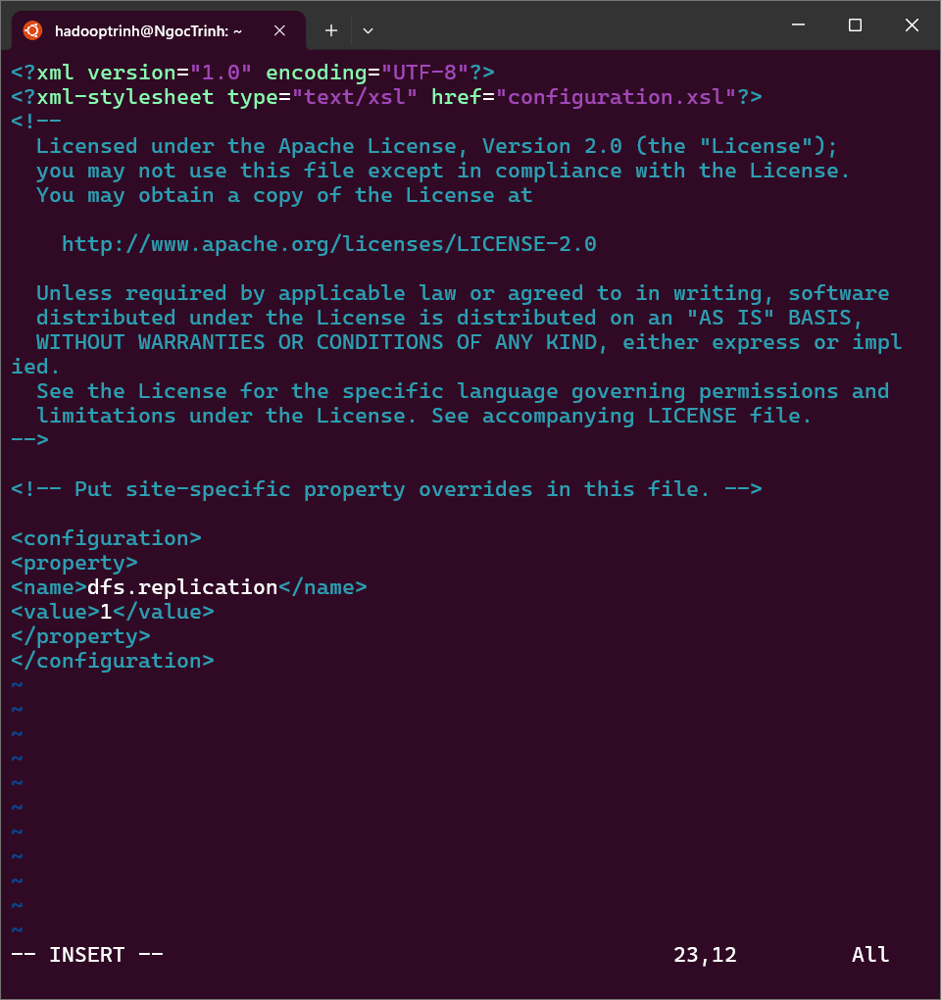 hadooptrinh@NgocTrinh: ~
<?xml version="1.0" encoding="UTF-8"?>
<?xml-stylesheet type="text/xsl" href="configuration.xsl"?>
<!--
  Licensed under the Apache License, Version 2.0 (the "License");
  you may not use this file except in compliance with the License.
  You may obtain a copy of the License at

    http://www.apache.org/licenses/LICENSE-2.0

  Unless required by applicable law or agreed to in writing, software
  distributed under the License is distributed on an "AS IS" BASIS,
  WITHOUT WARRANTIES OR CONDITIONS OF ANY KIND, either express or impl
ied.
  See the License for the specific language governing permissions and
  limitations under the License. See accompanying LICENSE file.
-->

<!-- Put site-specific property overrides in this file. -->

<configuration>
<property>
<name>dfs.replication</name>
<value>1</value>
</property>
</configuration>
~
~
~
~
~
~
~
~
~
~
~
-- INSERT -- 23,12 All